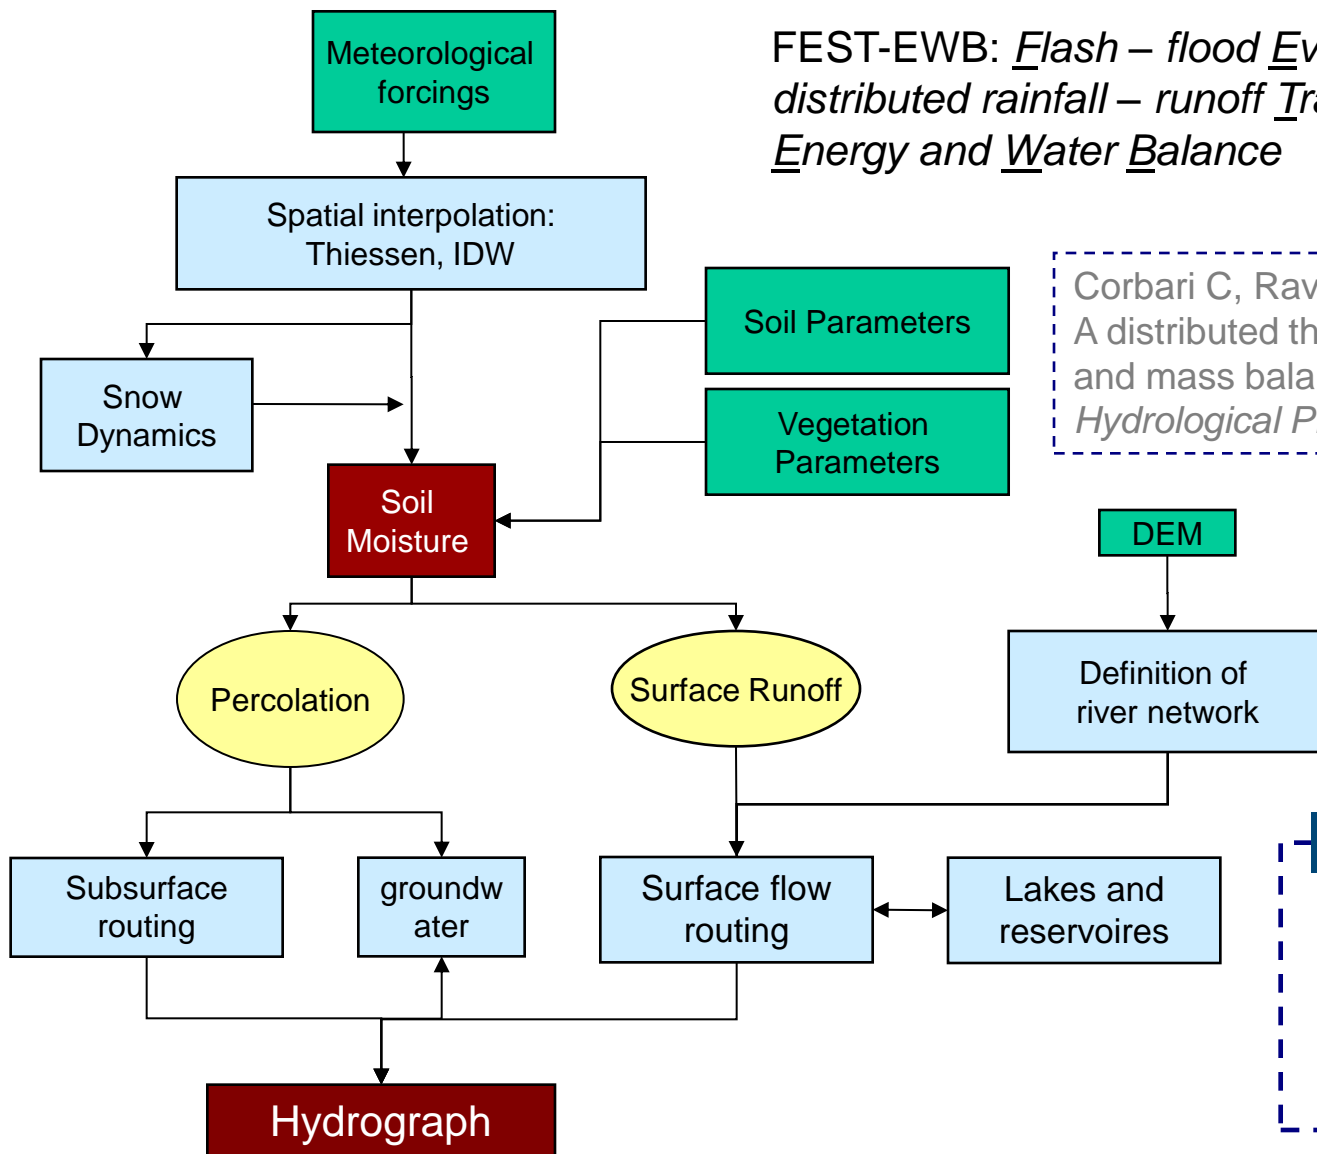 Meteorological
forcings
FEST-EWB: Flash – flood Ev
distributed rainfall – runoff Tra
Energy and Water Balance
Spatial interpolation:
Thiessen, IDW
Soil Parameters
Corbari C, Rav
A distributed th
and mass bala
Hydrological P
Snow
Dynamics
Vegetation
Parameters
Soil
Moisture
DEM
Percolation
Surface Runoff
Definition of
river network
Subsurface
routing
groundw
ater
Surface flow
routing
Lakes and
reservoires
Hydrograph